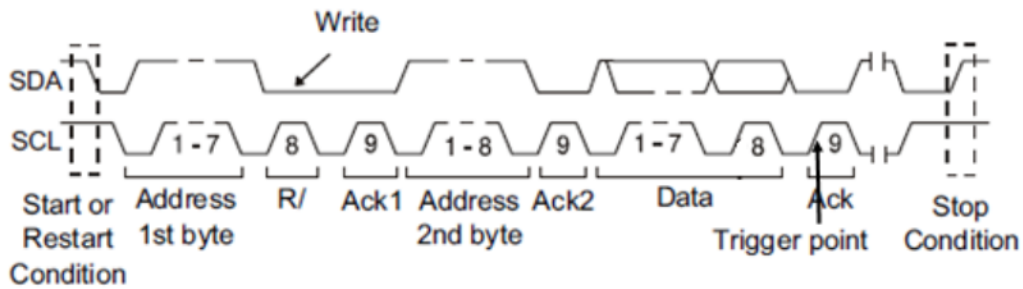 Write
SDA
SCL
1 - 7
8
9
1 - 8
9
1 - 7
8
9
Start or
Restart
Condition
Address
1st byte
R/
Ack1
Address
2nd byte
Ack2
Data
Ack
Trigger point
Stop
Condition